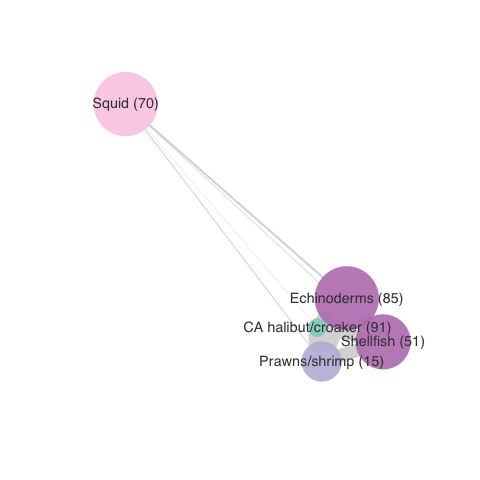 Squid (70)
Echinoderms (85)
CA halibut/croaker (91)
Shellfish (51)
Prawns/shrimp (15)